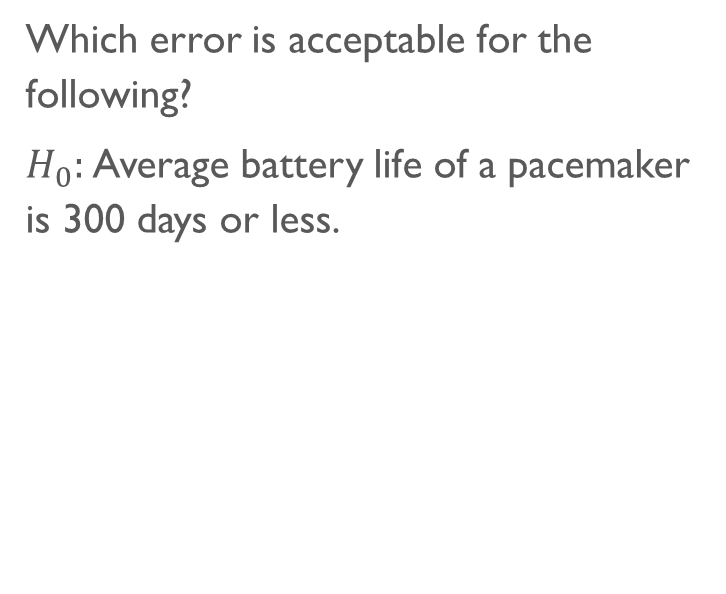 Which error is acceptable for the
following?
H₀: Average battery life of a pacemaker
is 300 days or less.